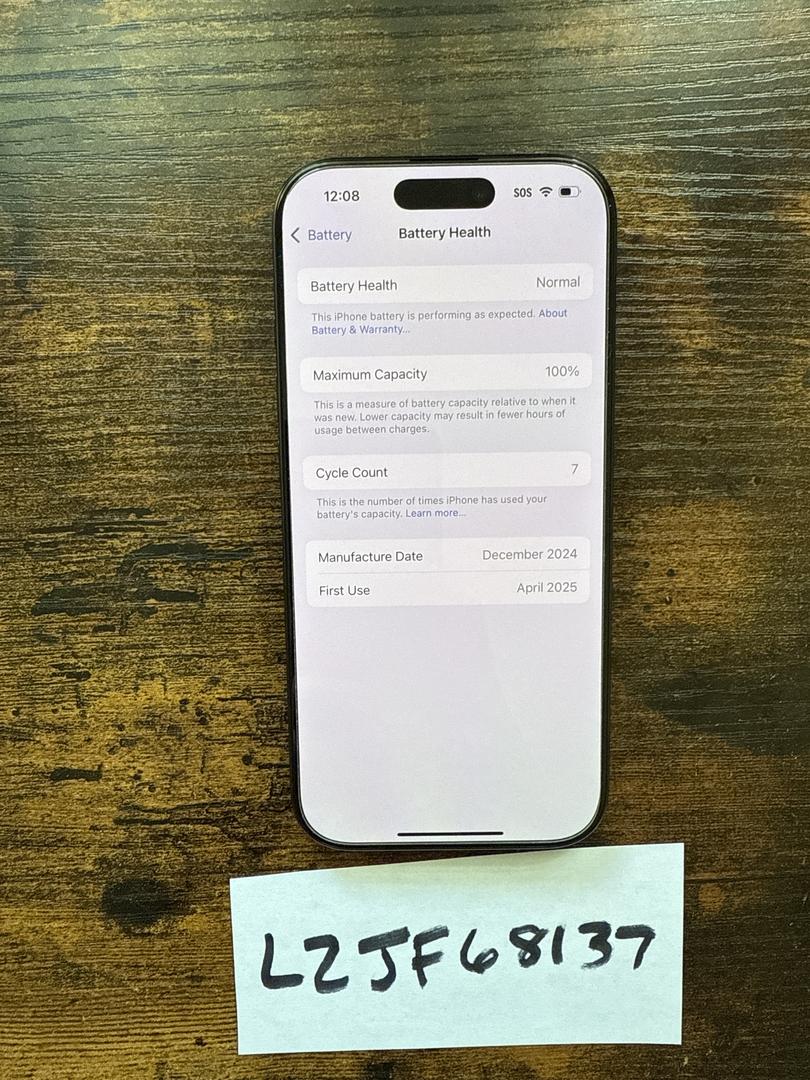 12:08 SOS
Battery Battery Health
Battery Health Normal
This iPhone battery is performing as expected. About
Battery & Warranty...
Maximum Capacity 100%
This is a measure of battery capacity relative to when it
was new. Lower capacity may result in fewer hours of
usage between charges.
Cycle Count 7
This is the number of times iPhone has used your
battery's capacity. Learn more...
Manufacture Date December 2024
First Use April 2025
LZJF68137